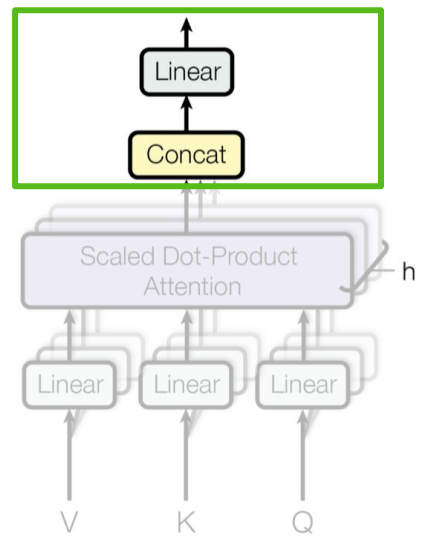 Linear
Concat
Scaled Dot-Product
Attention
h
Linear
Linear
Linear
V
K
Q